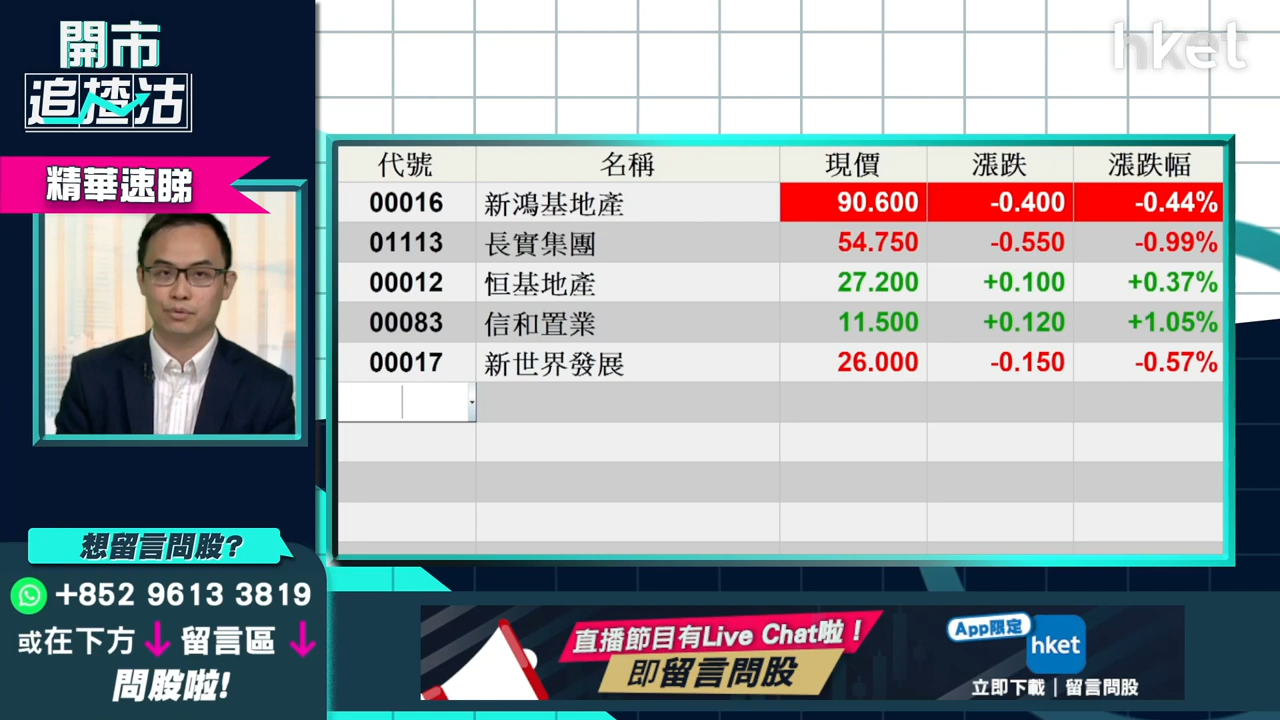 開市
追揸沽
精華速睇
hket
代號 名稱 現價 漲跌 漲跌幅
00016 新鴻基地產 90.600 -0.400 -0.44%
01113 長實集團 54.750 -0.550 -0.99%
00012 恒基地產 27.200 +0.100 +0.37%
00083 信和置業 11.500 +0.120 +1.05%
00017 新世界發展 26.000 -0.150 -0.57%
想留言問股?
+852 9613 3819
或在下方↓留言區↓
問股啦!
直播節目有Live Chat啦!
即留言問股
App限定
hket
立即下載|留言問股